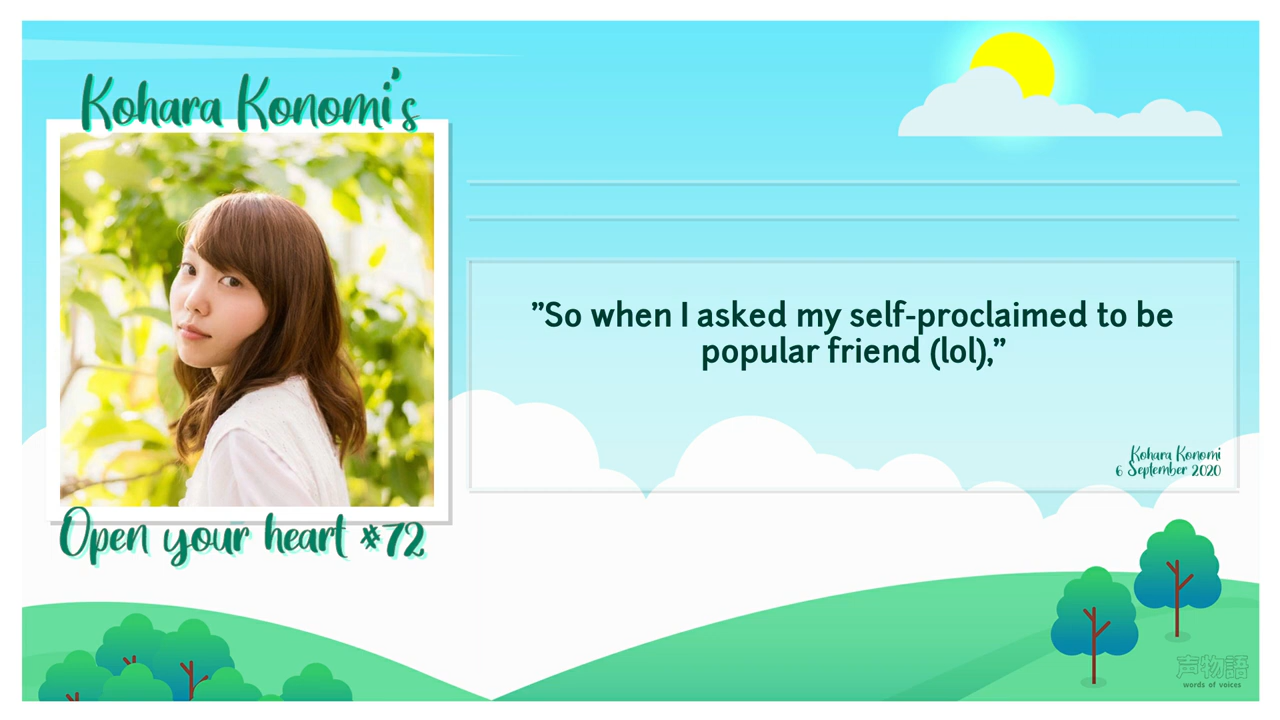 Kohara Konomi's
Open your heart #72
”So when I asked my self-proclaimed to be
popular friend (lol),”
Kohara Konomi
6 September 2020
声物語
words of voices